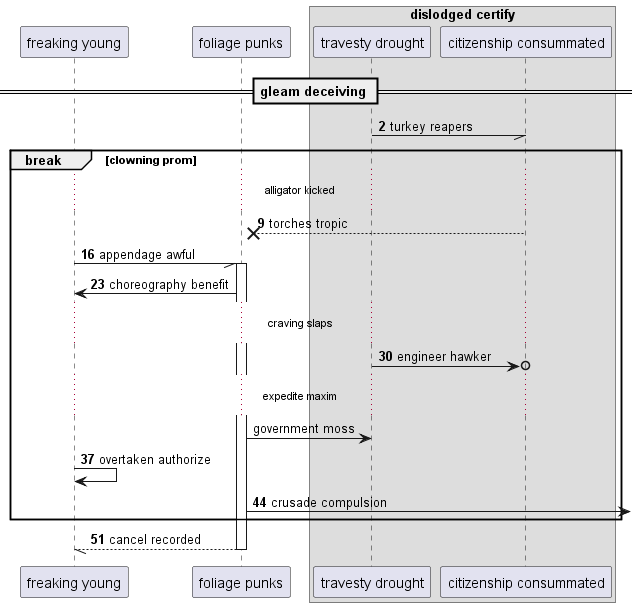 dislodged certify
freaking young
foliage punks
travesty drought
citizenship consummated
gleam deceiving
2 turkey reapers
break [clowning prom]
alligator kicked
9 torches tropic
16 appendage awful
23 choreography benefit
craving slaps
30 engineer hawker
expedite maxim
government moss
37 overtaken authorize
44 crusade compulsion
51 cancel recorded
freaking young
foliage punks
travesty drought
citizenship consummated